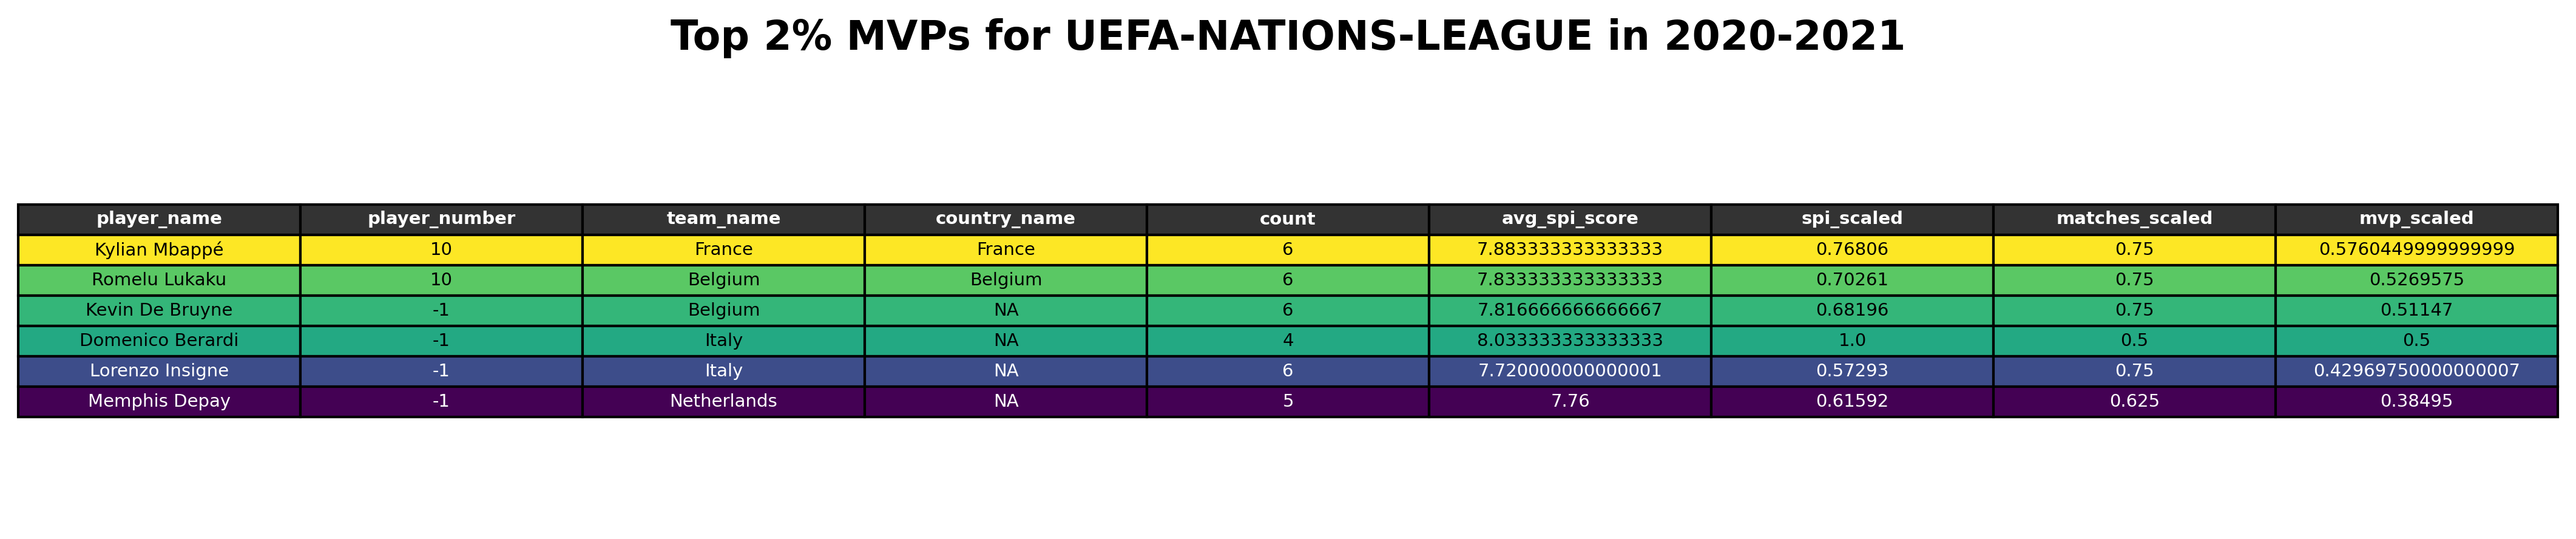 Top 2% MVPs for UEFA-NATIONS-LEAGUE in 2020-2021
player_name player_number team_name country_name count avg_spi_score spi_scaled matches_scaled mvp_scaled
Kylian Mbappé 10 France France 6 7.883333333333333 0.76806 0.75 0.5760449999999999
Romelu Lukaku 10 Belgium Belgium 6 7.833333333333333 0.70261 0.75 0.5269575
Kevin De Bruyne -1 Belgium NA 6 7.816666666666667 0.68196 0.75 0.51147
Domenico Berardi -1 Italy NA 4 8.033333333333333 1.0 0.5 0.5
Lorenzo Insigne -1 Italy NA 6 7.720000000000001 0.57293 0.75 0.42969750000000007
Memphis Depay -1 Netherlands NA 5 7.76 0.61592 0.625 0.38495